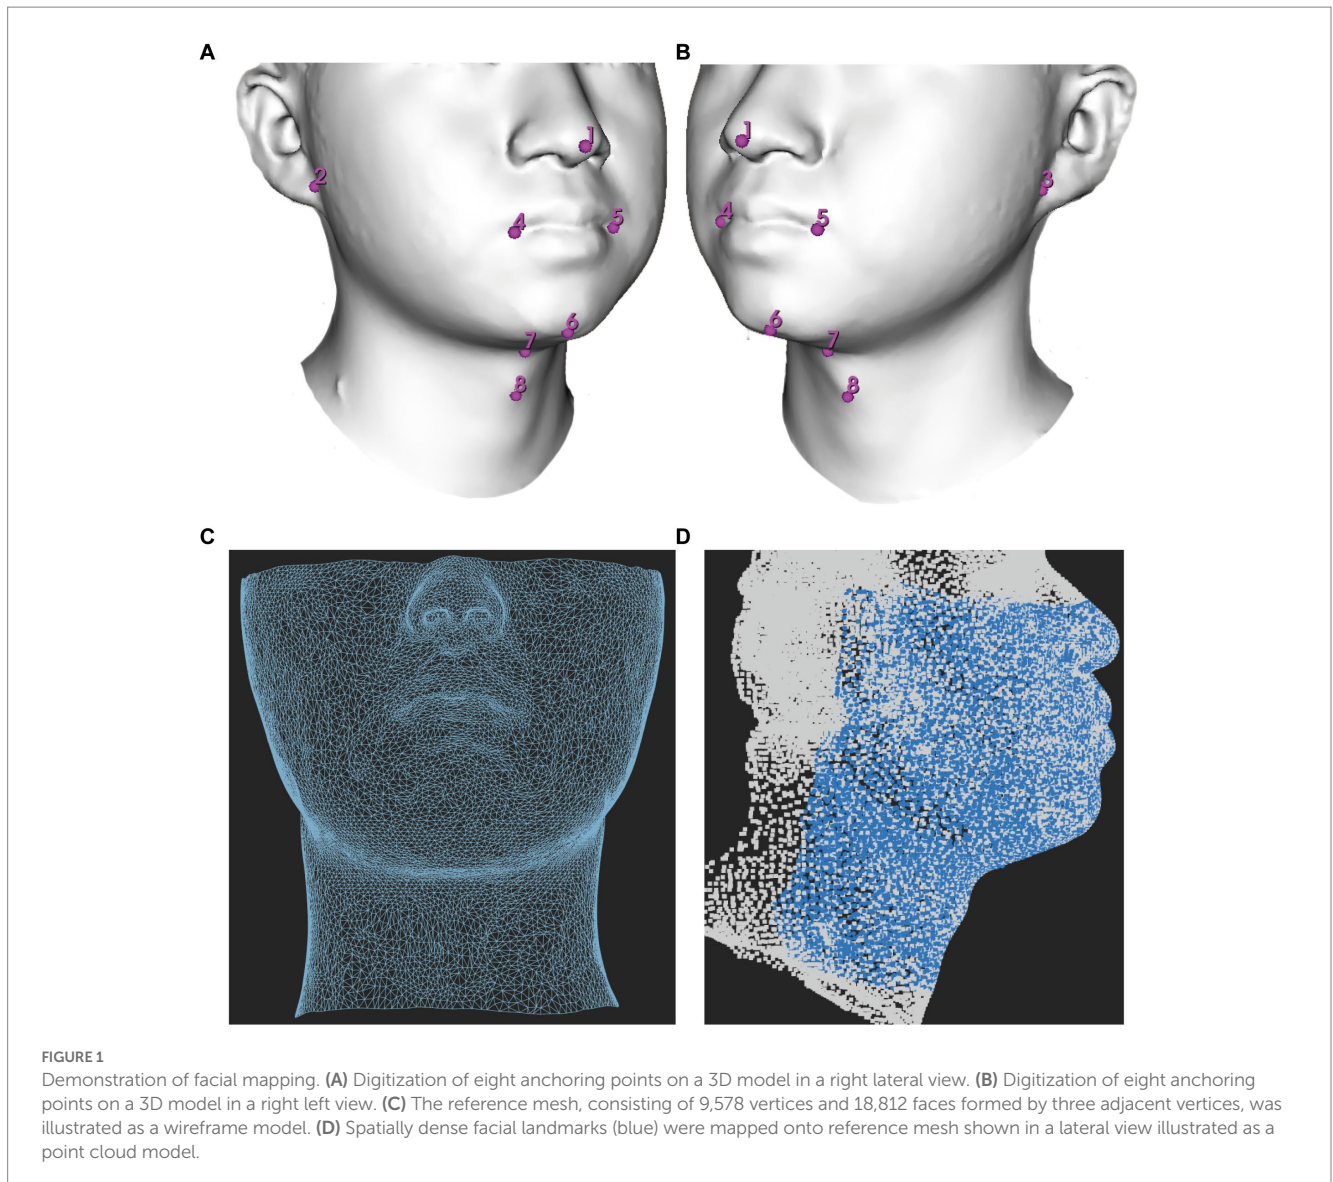 A
B
1
2
4
5
6
7
8
1
3
4
5
6
7
8
C
D
FIGURE 1
Demonstration of facial mapping. (A) Digitization of eight anchoring points on a 3D model in a right lateral view. (B) Digitization of eight anchoring
points on a 3D model in a right left view. (C) The reference mesh, consisting of 9,578 vertices and 18,812 faces formed by three adjacent vertices, was
illustrated as a wireframe model. (D) Spatially dense facial landmarks (blue) were mapped onto reference mesh shown in a lateral view illustrated as a
point cloud model.